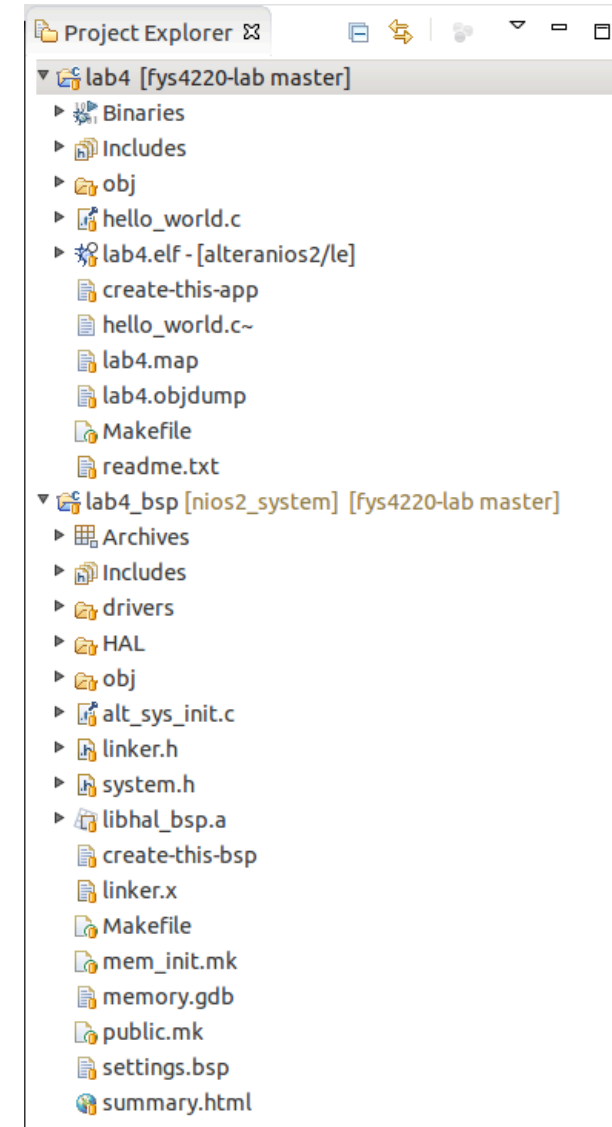 Project Explorer
lab4 [fys4220-lab master]
Binaries
Includes
obj
hello_world.c
lab4.elf - [alteranios2/le]
create-this-app
hello_world.c~
lab4.map
lab4.objdump
Makefile
readme.txt
lab4_bsp [nios2_system] [fys4220-lab master]
Archives
Includes
drivers
HAL
obj
alt_sys_init.c
linker.h
system.h
libhal_bsp.a
create-this-bsp
linker.x
Makefile
mem_init.mk
memory.gdb
public.mk
settings.bsp
summary.html